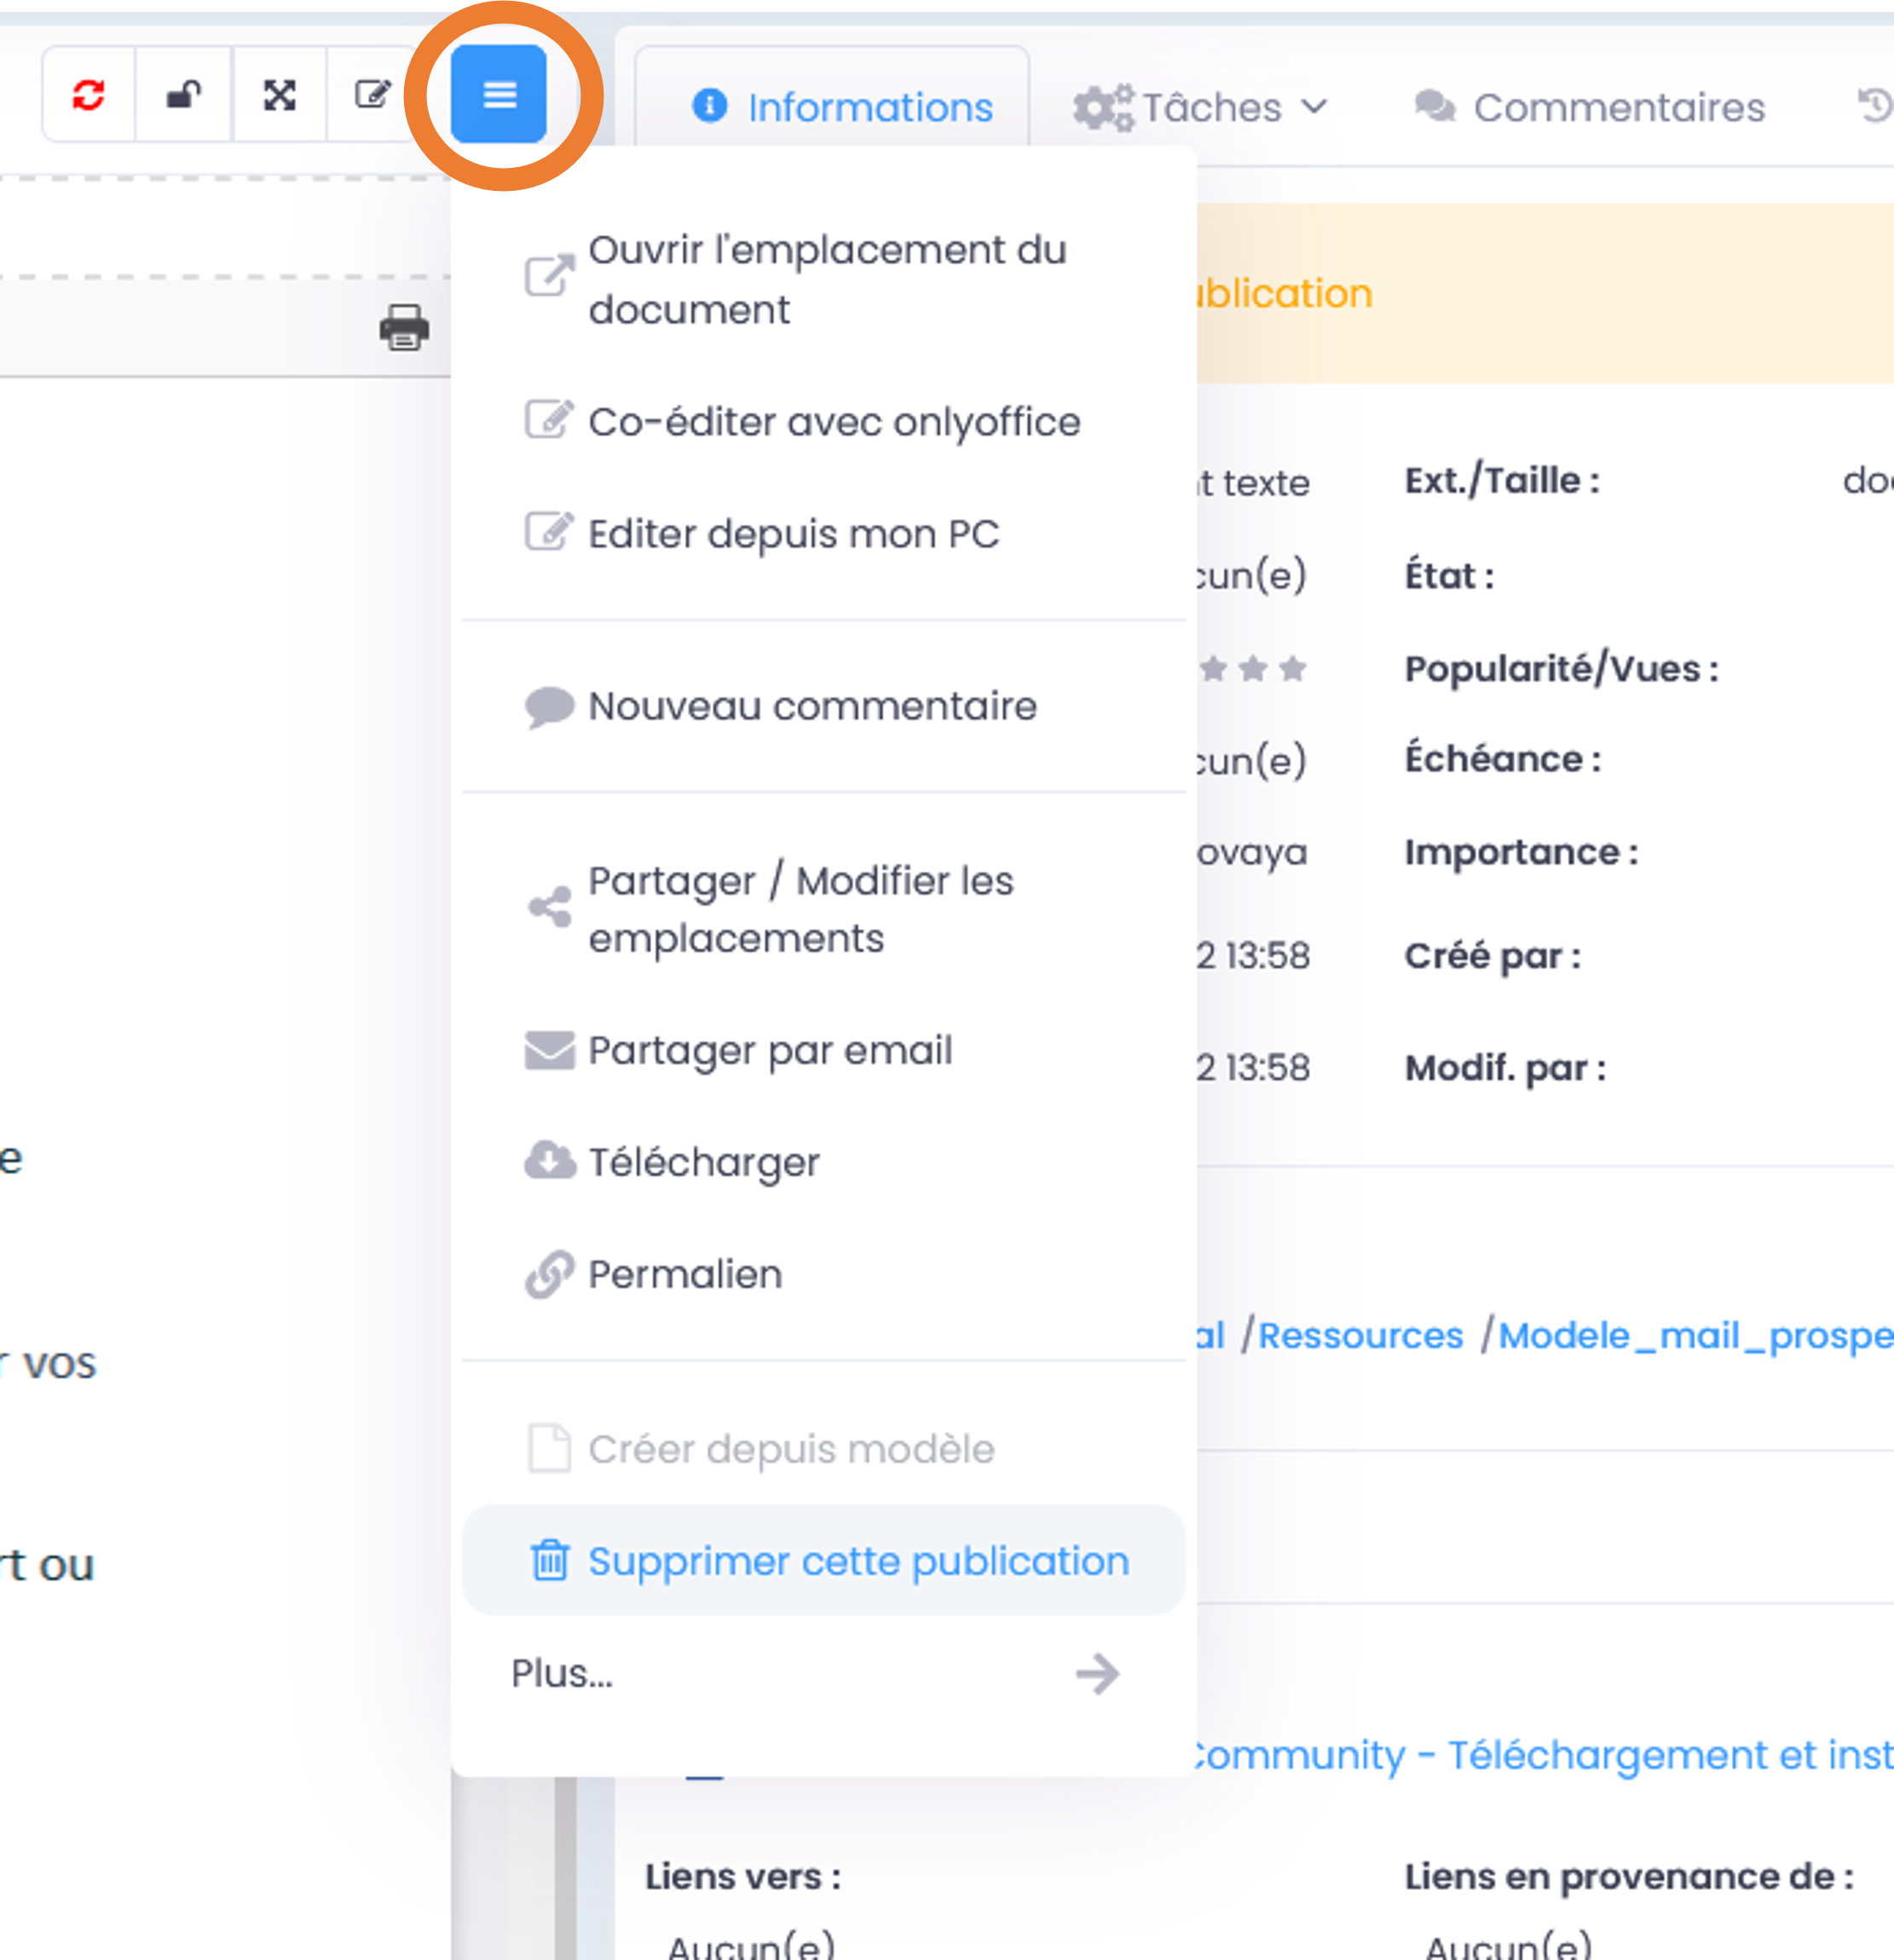 Informations Tâches Commentaires
Ouvrir l'emplacement du
document
Co-éditer avec onlyoffice
Editer depuis mon PC
Nouveau commentaire
Partager / Modifier les
emplacements
Partager par email
Télécharger
Permalien
Créer depuis modèle
Supprimer cette publication
Plus...
ublication
texte Ext./Taille :
cun(e) État :
Popularité/Vues :
cun(e) Échéance :
ovaya Importance :
2 13:58 Créé par :
2 13:58 Modif. par :
al /Ressources /Modele_mail_prospe
Community - Téléchargement et inst
Liens vers : Liens en provenance de :
Aucun(e) Aucun(e)
e
r vos
rt ou